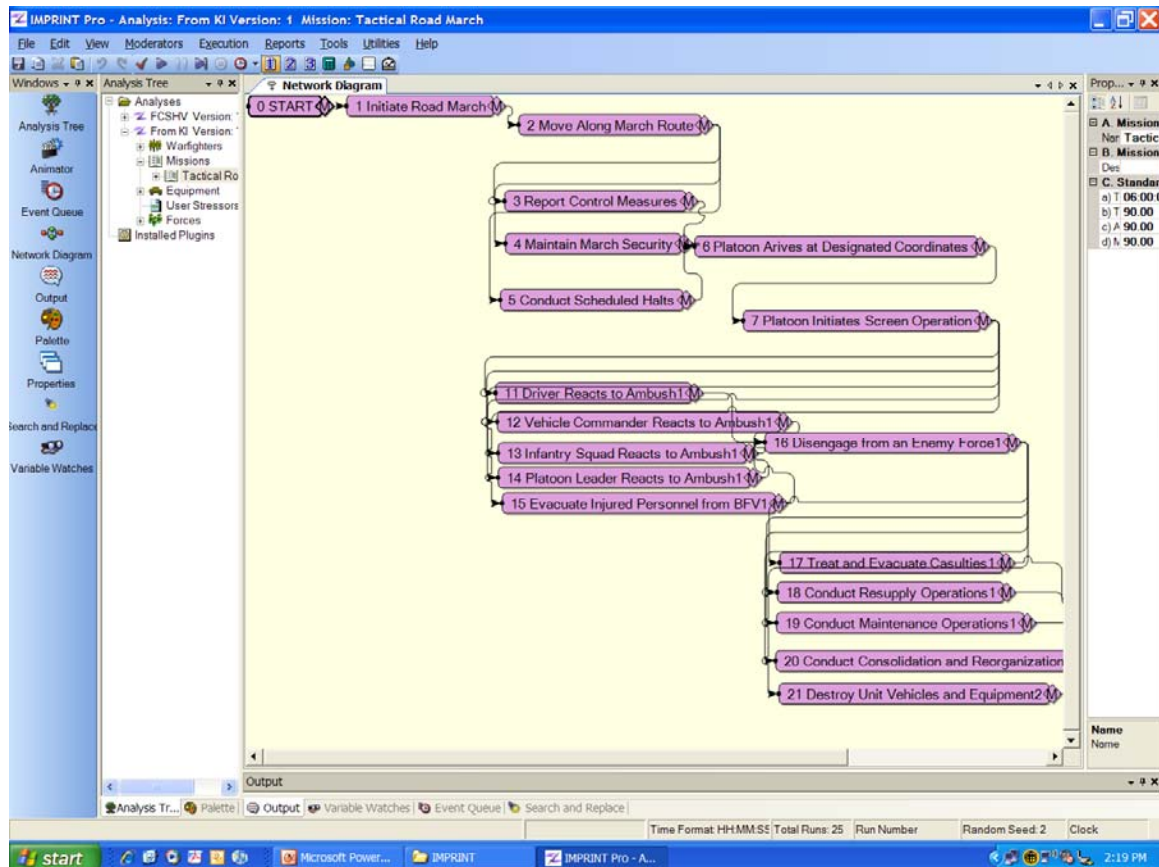 IMPRINT Pro - Analysis: From KI Version: 1 Mission: Tactical Road March
File Edit View Moderators Execution Reports Tools Utilities Help
1 2 3
Windows
Analysis Tree
Animator
Event Queue
Network Diagram
Output
Palette
Properties
Search and Replace
Variable Watches
Analysis Tree
Analyses
FCSHV Version:
From KI Version:
Warfighters
Missions
Tactical Ro
Equipment
User Stressors
Forces
Installed Plugins
Network Diagram
0 START M
1 Initiate Road March M
2 Move Along March Route M
3 Report Control Measures M
4 Maintain March Security
6 Platoon Arives at Designated Coordinates M
5 Conduct Scheduled Halts M
7 Platoon Initiates Screen Operation M
11 Driver Reacts to Ambush1 M
12 Vehicle Commander Reacts to Ambush1 M
16 Disengage from an Enemy Force1 M
13 Infantry Squad Reacts to Ambush1 M
14 Platoon Leader Reacts to Ambush1 M
15 Evacuate Injured Personnel from BFV1 M
17 Treat and Evacuate Casulties1 M
18 Conduct Resupply Operations1 M
19 Conduct Maintenance Operations1 M
20 Conduct Consolidation and Reorganization
21 Destroy Unit Vehicles and Equipment2 M
Prop...
A. Mission
Nar Tactic
B. Mission
Des
C. Standar
a) T 06:00:0
b) T 90.00
c) A 90.00
d) M 90.00
Name
Name
Output
Analysis Tr... Palette Output Variable Watches Event Queue Search and Replace
Time Format: HH:MM:SS Total Runs: 25 Run Number Random Seed: 2 Clock
start Microsoft Power... IMPRINT IMPRINT Pro - A... 2:19 PM